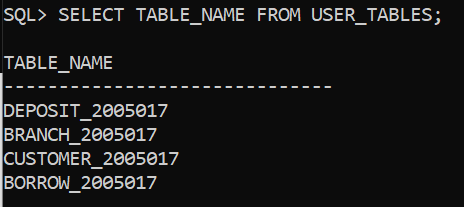 SQL> SELECT TABLE_NAME FROM USER_TABLES;
TABLE_NAME
------------------------------
DEPOSIT_2005017
BRANCH_2005017
CUSTOMER_2005017
BORROW_2005017